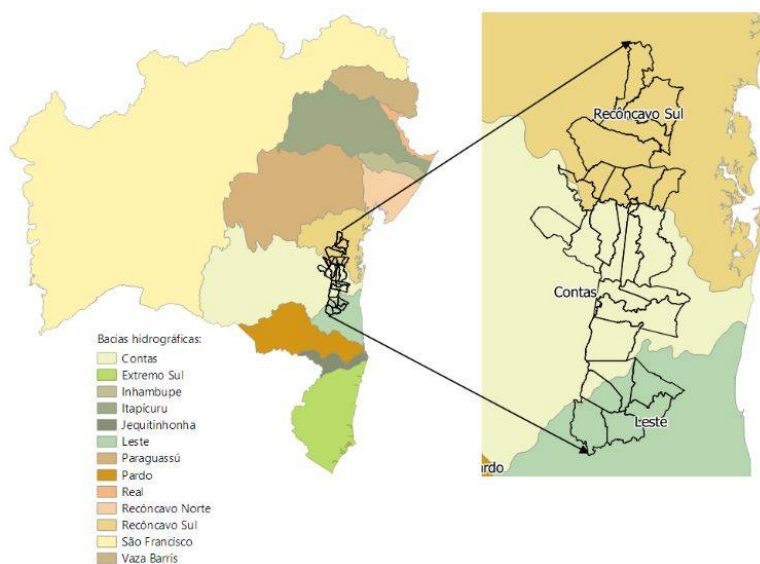 Recôncavo Sul
Contas
Leste
ardo
Bacias hidrográficas:
Contas
Extremo Sul
Inhambupe
Itapicuru
Jequitinhonha
Leste
Paraguassú
Pardo
Real
Recôncavo Norte
Recôncavo Sul
São Francisco
Vaza Barris